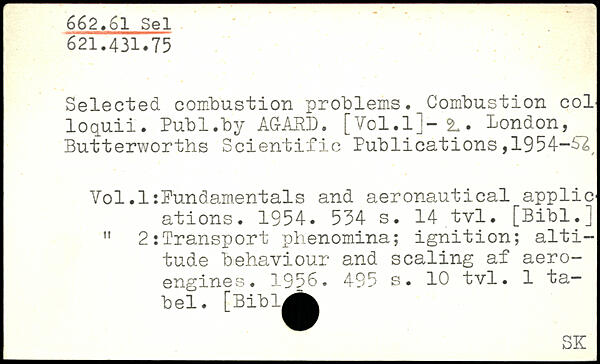 662.61 Sel
621.431.75
Selected combustion problems. Combustion col-
loquii. Publ.by AGARD. [Vol.1]- 2. London,
Butterworths Scientific Publications,1954-56,
Vol.1:Fundamentals and aeronautical applic-
ations. 1954. 534 s. 14 tvl. [Bibl.]
" 2:Transport phenomina; ignition; alti-
tude behaviour and scaling af aero-
engines. 1956. 495 s. 10 tvl. 1 ta-
bel. [Bibl
SK